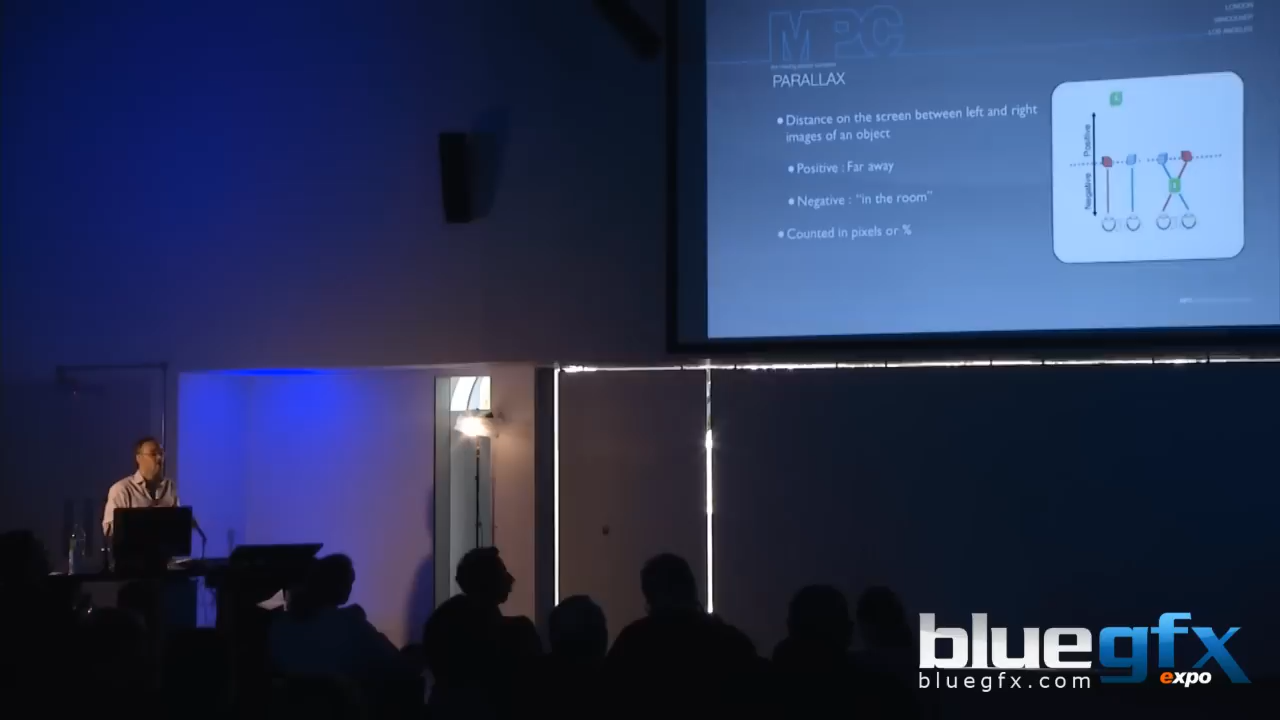 MPC
LONDON
VANCOUVER
LOS ANGELES
PARALLAX
• Distance on the screen between left and right
images of an object
• Positive : Far away
• Negative : "in the room"
• Counted in pixels or %
Positive
Negative
bluegfx
expo
bluegfx.com